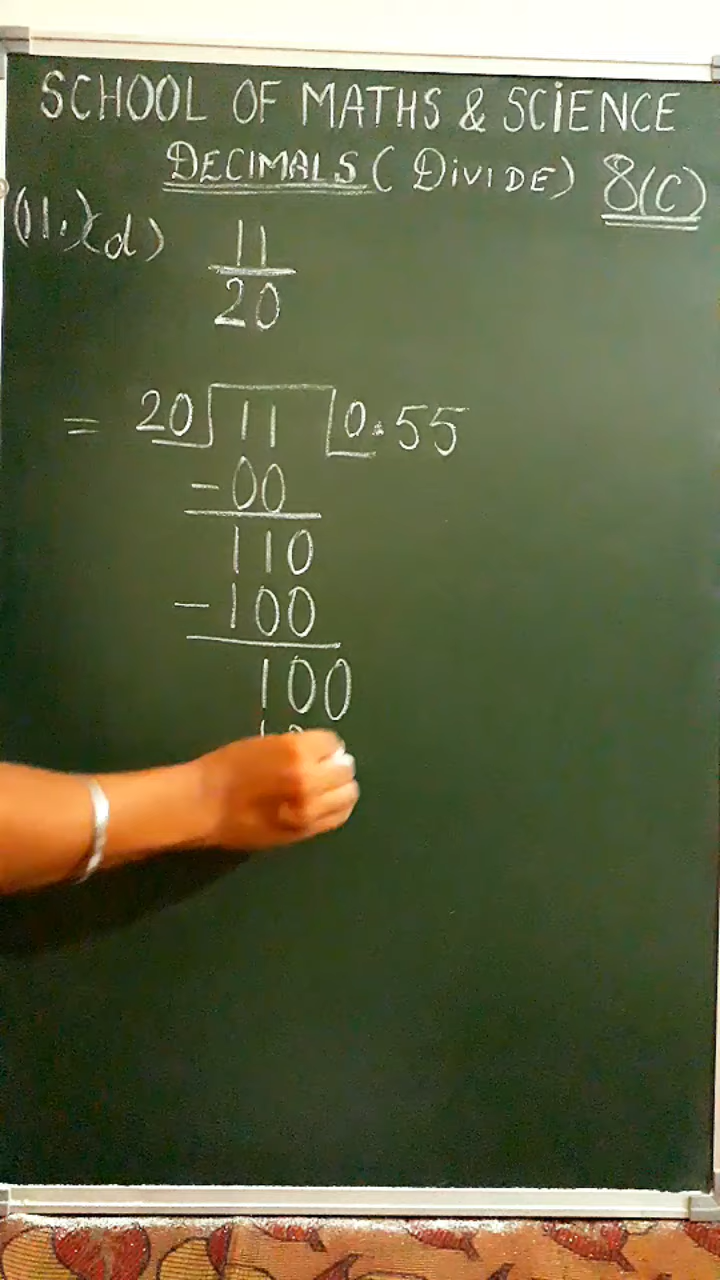 SCHOOL OF MATHS & SCIENCE
DECIMALS (DIVIDE) 8(C)
(11.)(d) 11
20
= 20 11 0.55
-00
110
-100
100